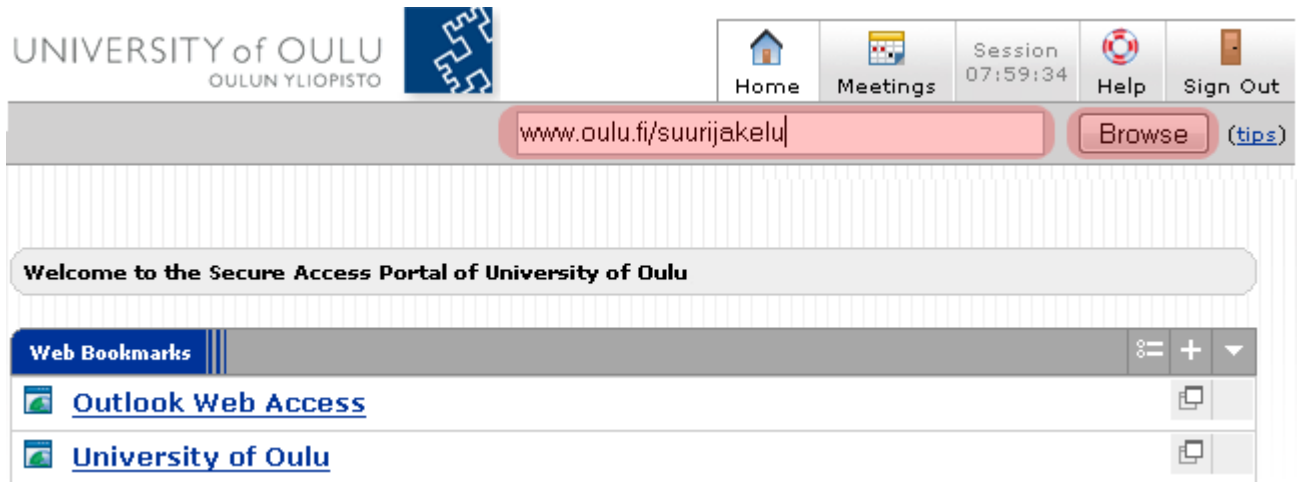 UNIVERSITY of OULU
OULUN YLIOPISTO
Home
Meetings
Session
07:59:34
Help
Sign Out
www.oulu.fi/suurijakelu
Browse
(tips)
Welcome to the Secure Access Portal of University of Oulu
Web Bookmarks
Outlook Web Access
University of Oulu